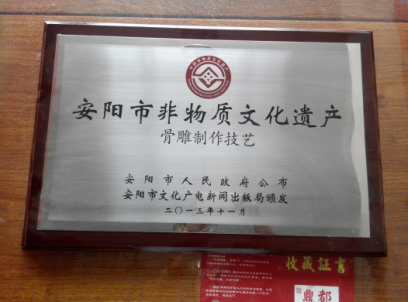 安阳市非物质文化遗产
骨雕制作技艺
安阳市人民政府公布
安阳市文化广电新闻出版局颁发
二〇一三年十一月
收藏证书
鼎都